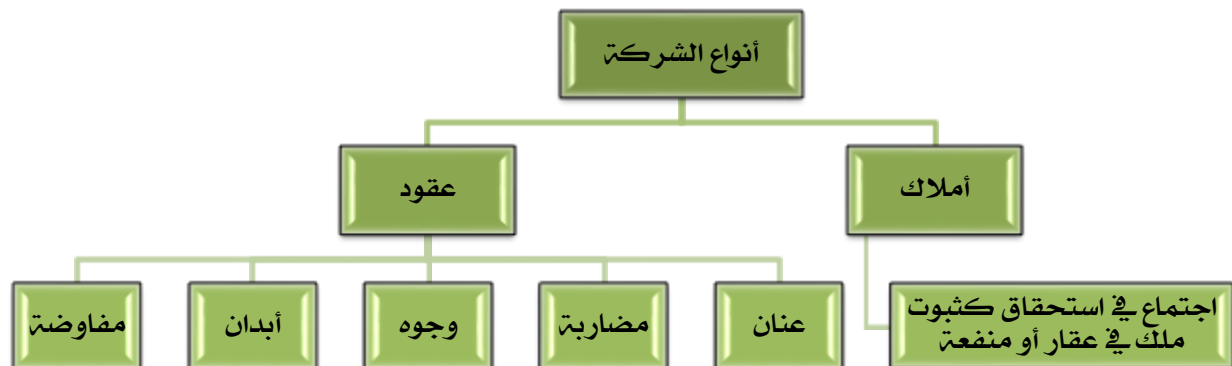 أنواع الشركة
أملاك
عقود
اجتماع في استحقاق كثبوت
ملك في عقار أو منفعة
عنان
مضاربة
وجوه
أبدان
مفاوضة